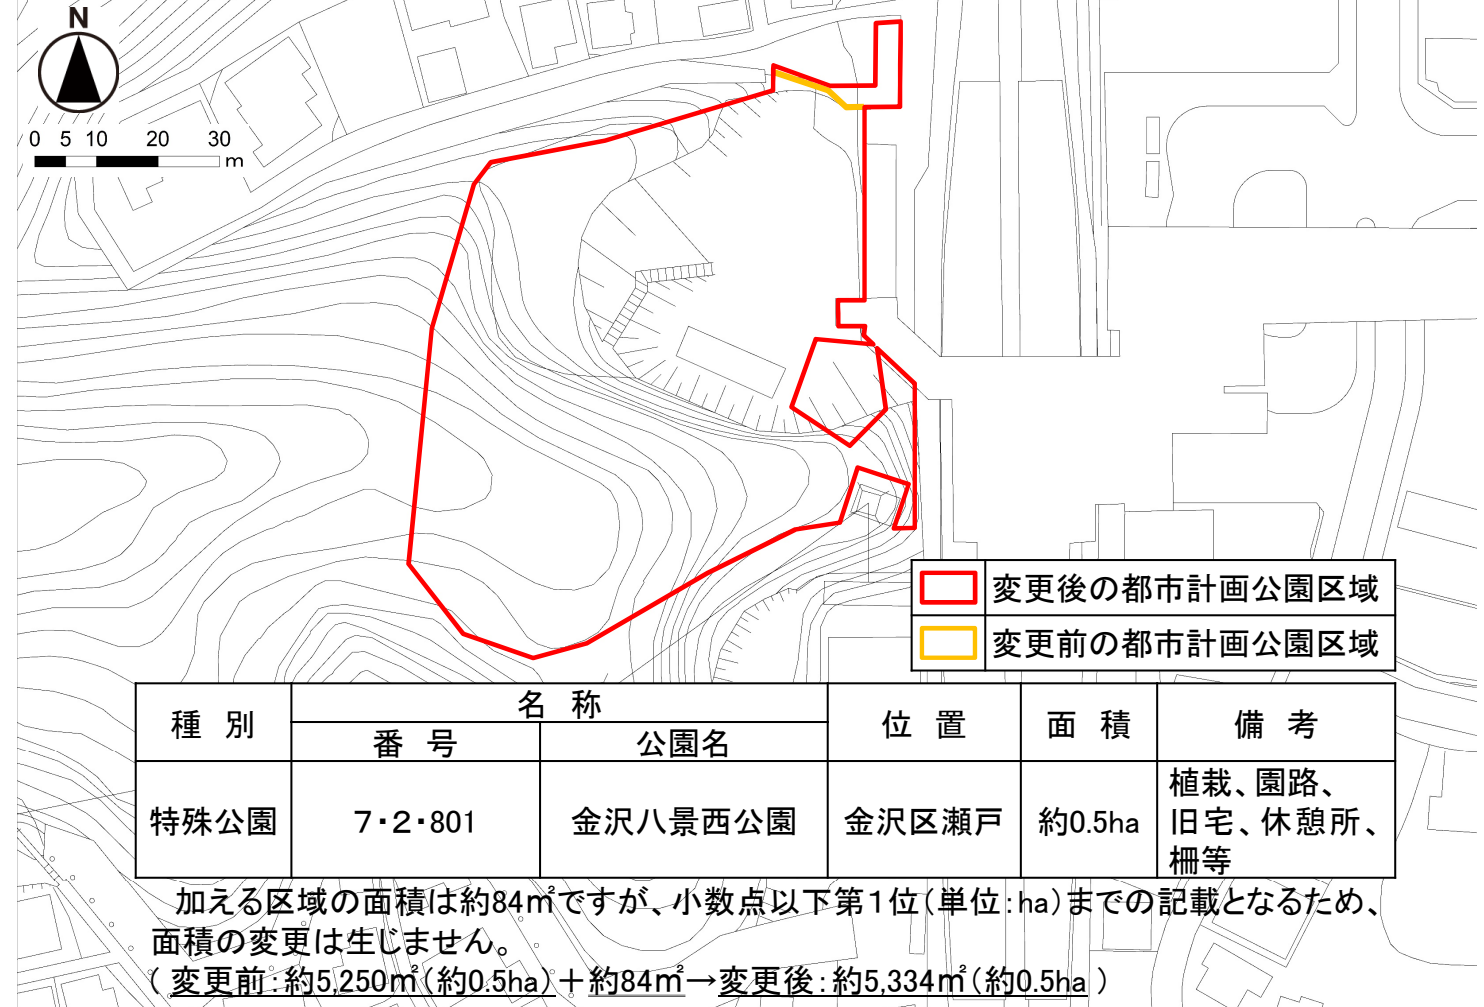 N
0 5 10 20 30
m
変更後の都市計画公園区域
変更前の都市計画公園区域
種 別
名 称
番 号
公園名
位 置
面 積
備 考
特殊公園
7・2・801
金沢八景西公園
金沢区瀬戸
約0.5ha
植栽、園路、
旧宅、休憩所、
柵等
加える区域の面積は約84㎡ですが、小数点以下第1位(単位:ha)までの記載となるため、
面積の変更は生じません。
( 変更前:約5,250㎡(約0.5ha)+約84㎡→変更後:約5,334㎡(約0.5ha )